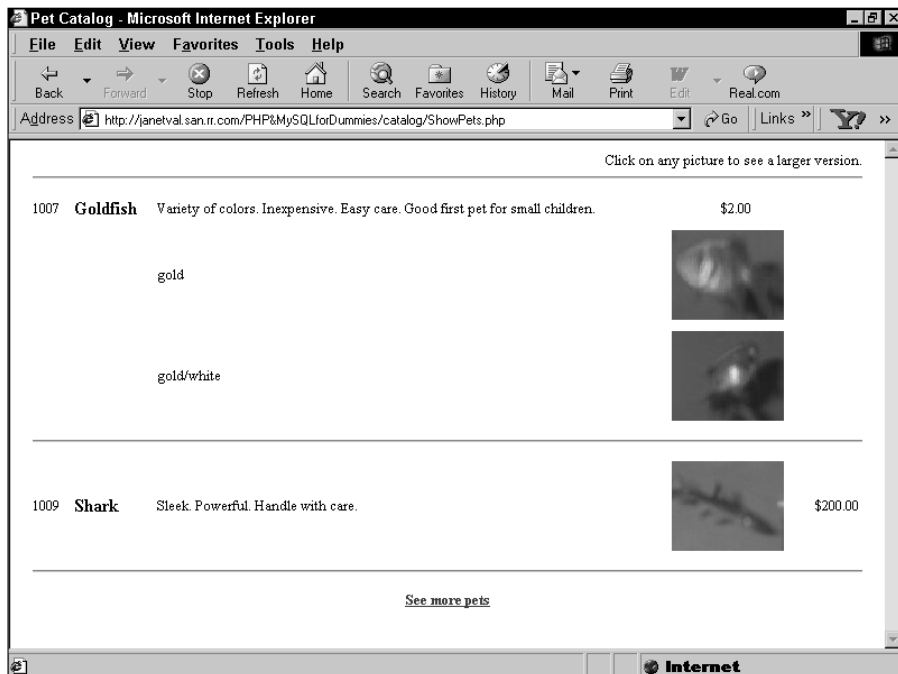 Pet Catalog - Microsoft Internet Explorer
File Edit View Favorites Tools Help
Back Forward Stop Refresh Home Search Favorites History Mail Print Edit Real.com
Address http://janetval.san.rr.com/PHP&MySQLforDummies/catalog/ShowPets.php Go Links »  Y! »
Click on any picture to see a larger version.
1007 Goldfish Variety of colors. Inexpensive. Easy care. Good first pet for small children. $2.00
gold
gold/white
1009 Shark Sleek. Powerful. Handle with care. $200.00
See more pets
Internet